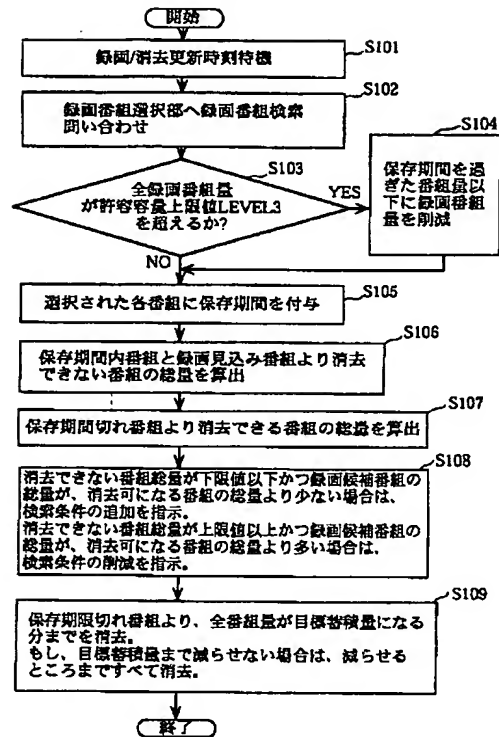 開始
S101
録画/消去更新時刻待機
S102
録画番組選択部へ録画番組検索
問い合わせ
S103
全録画番組量
が許容容量上限値LEVEL3
を超えるか?
YES
NO
S104
保存期間を過
ぎた番組量以
下に録画番組
量を削減
S105
選択された各番組に保存期間を付与
S106
保存期間内番組と録画見込み番組より消去
できない番組の総量を算出
S107
保存期間切れ番組より消去できる番組の総量を算出
S108
消去できない番組総量が下限値以下かつ録画候補番組の
総量が、消去可になる番組の総量より少ない場合は、
検索条件の追加を指示。
消去できない番組総量が上限値以上かつ録画候補番組の
総量が、消去可になる番組の総量より多い場合は、
検索条件の削減を指示。
S109
保存期限切れ番組より、全番組量が目標蓄積量になる
分までを消去。
もし、目標蓄積量まで減らせない場合は、減らせる
ところまですべて消去。
終了